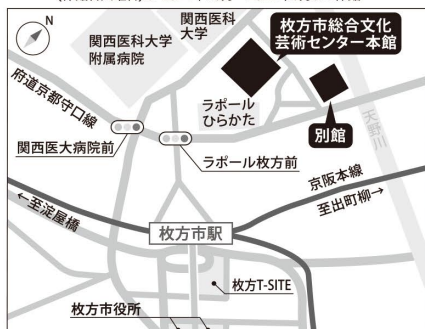 N
関西医科
大学
関西医科大学
附属病院
枚方市総合文化
芸術センター本館
別館
ラポール
ひらかた
府道京都守口線
天野川
関西医大病院前
ラポール枚方前
京阪本線
至出町柳→
←至淀屋橋
枚方市駅
枚方T-SITE
枚方市役所